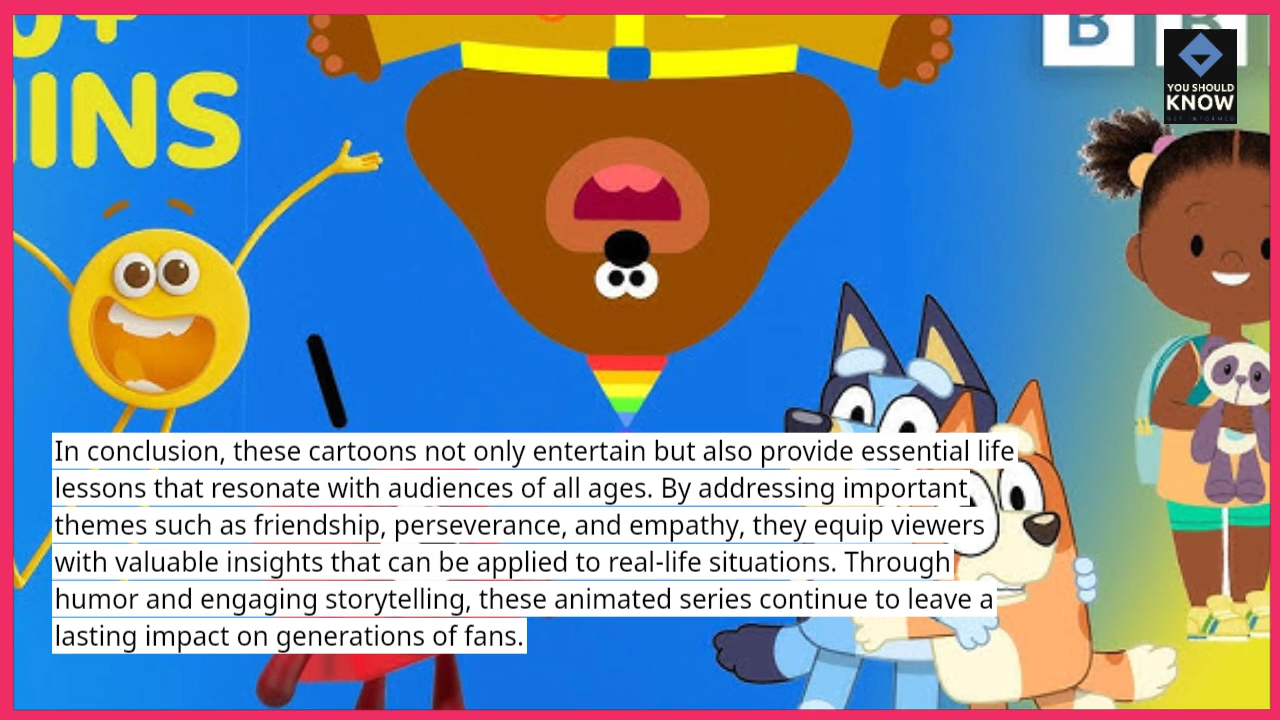 INS
B B
YOU SHOULD
KNOW
GET INFORMED
In conclusion, these cartoons not only entertain but also provide essential life
lessons that resonate with audiences of all ages. By addressing important
themes such as friendship, perseverance, and empathy, they equip viewers
with valuable insights that can be applied to real-life situations. Through
humor and engaging storytelling, these animated series continue to leave a
lasting impact on generations of fans.